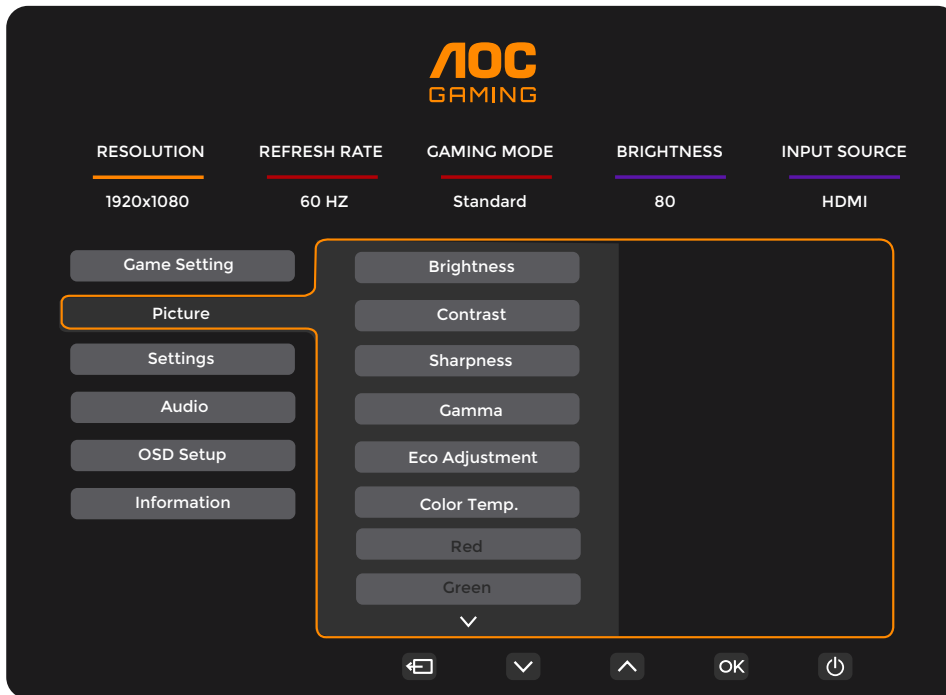 AOC
GAMING
RESOLUTION REFRESH RATE GAMING MODE BRIGHTNESS INPUT SOURCE
1920x1080 60 HZ Standard 80 HDMI
Game Setting
Picture
Settings
Audio
OSD Setup
Information
Brightness
Contrast
Sharpness
Gamma
Eco Adjustment
Color Temp.
Red
Green
OK